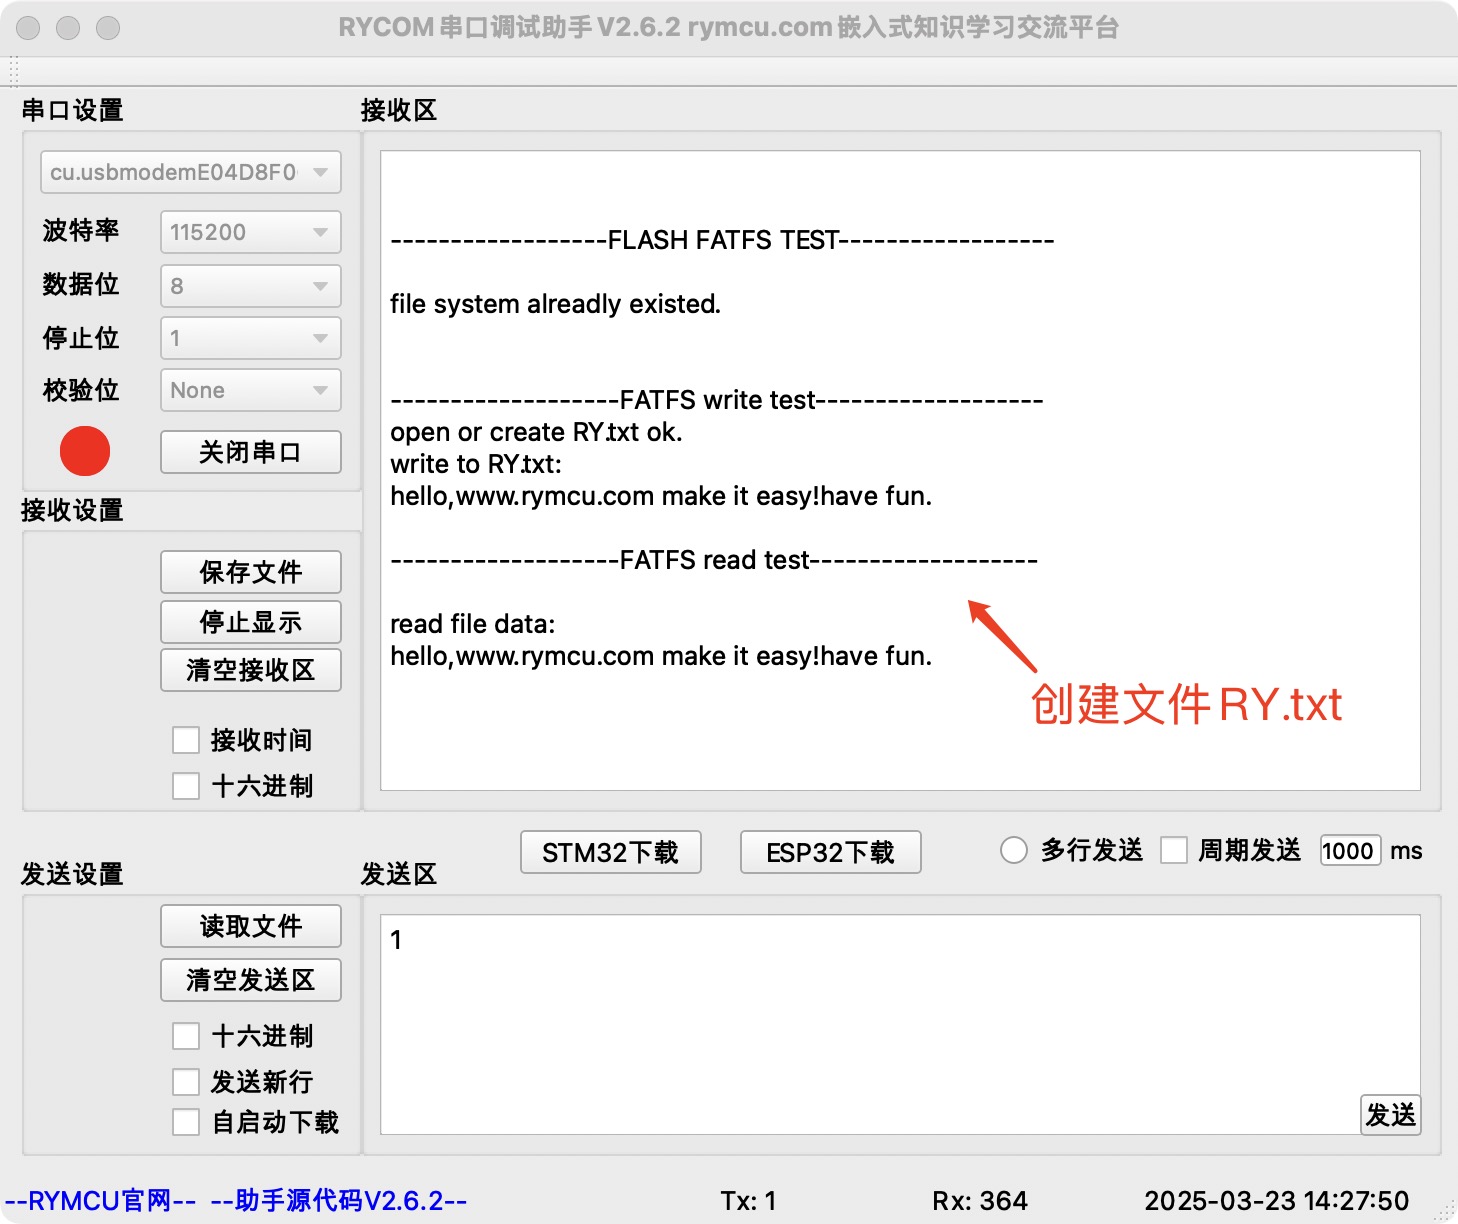 RYCOM串口调试助手V2.6.2 rymcu.com嵌入式知识学习交流平台
串口设置
cu.usbmodemE04D8F0
波特率 115200
数据位 8
停止位 1
校验位 None
关闭串口
接收设置
保存文件
停止显示
清空接收区
接收时间
十六进制
接收区
------------------FLASH FATFS TEST------------------
file system alreadly existed.
-------------------FATFS write test-------------------
open or create RY.txt ok.
write to RY.txt:
hello,www.rymcu.com make it easy!have fun.
-------------------FATFS read test-------------------
read file data:
hello,www.rymcu.com make it easy!have fun.
创建文件RY.txt
STM32下载 ESP32下载 多行发送 周期发送 1000 ms
发送设置
读取文件
清空发送区
十六进制
发送新行
自启动下载
发送区
1
发送
--RYMCU官网-- --助手源代码V2.6.2-- Tx: 1 Rx: 364 2025-03-23 14:27:50